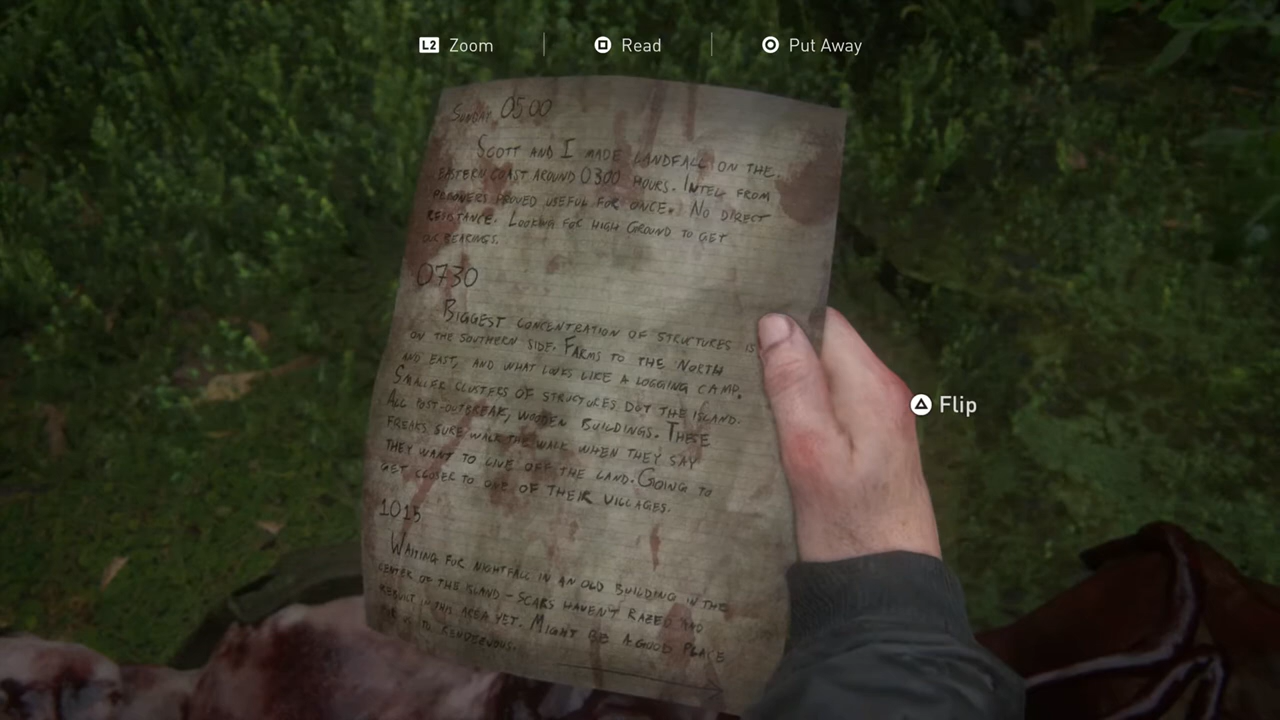 L2 Zoom
Read
Put Away
SUNDAY 0500
SCOTT AND I MADE LANDFALL ON THE
EASTERN COAST AROUND 0300 HOURS. INTEL FROM
PRISONERS PROVED USEFUL FOR ONCE. NO DIRECT
RESISTANCE. LOOKING FOR HIGH GROUND TO GET
OUR BEARINGS.
0730
BIGGEST CONCENTRATION OF STRUCTURES IS
ON THE SOUTHERN SIDE. FARMS TO THE NORTH
AND EAST, AND WHAT LOOKS LIKE A LOGGING CAMP.
SMALLER CLUSTERS OF STRUCTURES DOT THE ISLAND.
ALL POST-OUTBREAK, WOODEN BUILDINGS. THESE
FREAKS SURE WALK THE WALK WHEN THEY SAY
THEY WANT TO LIVE OFF THE LAND. GOING TO
GET CLOSER TO ONE OF THEIR VILLAGES.
Flip
1015
WAITING FOR NIGHTFALL IN AN OLD BUILDING IN THE
CENTER OF THE ISLAND - SCARS HAVEN'T RAZED AND
REBUILT IN THIS AREA YET. MIGHT BE A GOOD PLACE
FOR US TO RENDEZVOUS.